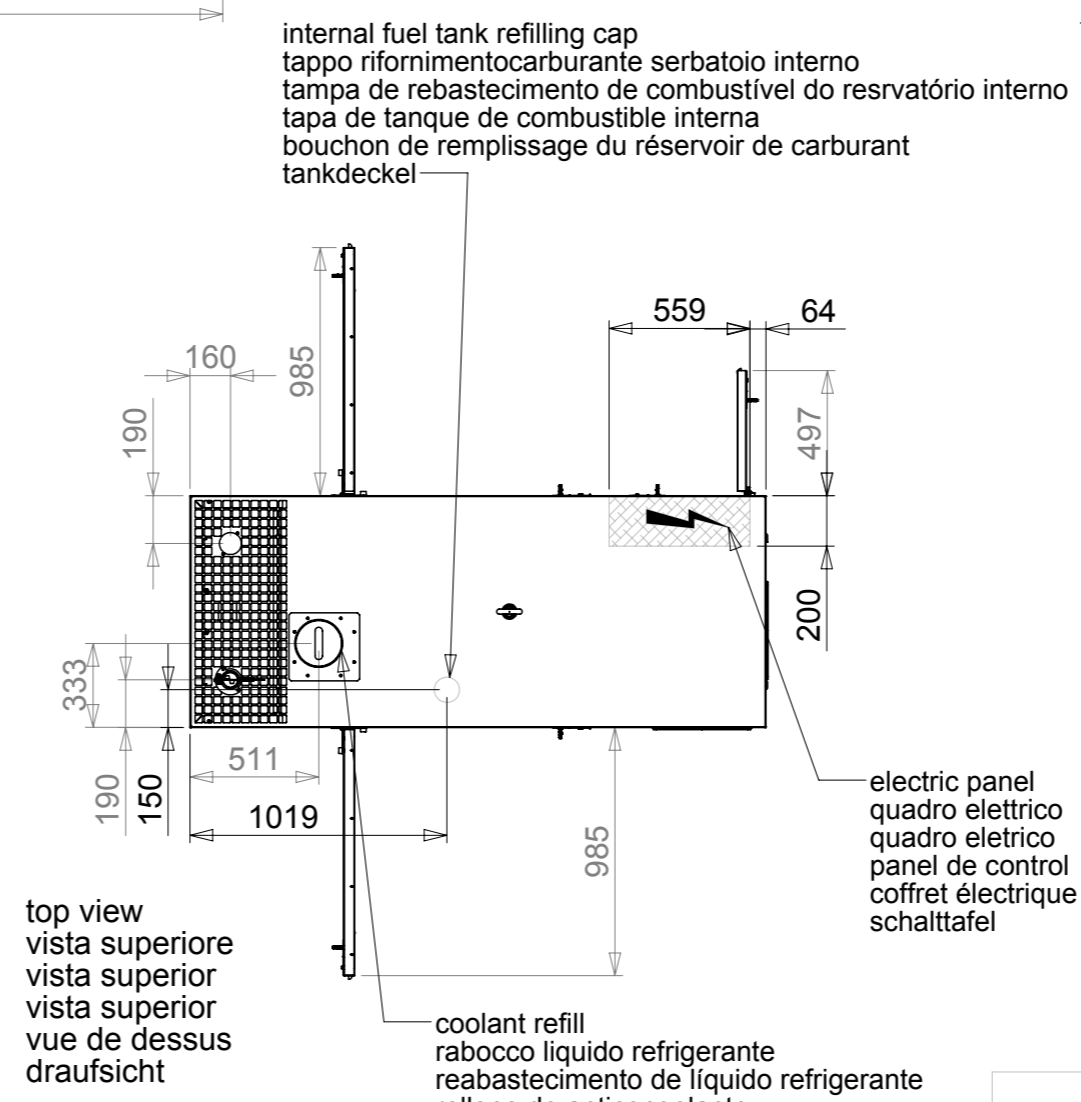 internal fuel tank refilling cap
tappo rifornimentocarburante serbatoio interno
tampa de rebastecimento de combustível do resrvatório interno
tapa de tanque de combustible interna
bouchon de remplissage du réservoir de carburant
tankdeckel
559
64
160
985
497
190
200
333
511
190
150
1019
985
electric panel
quadro elettrico
quadro eletrico
panel de control
coffret électrique
schalttafel
top view
vista superiore
vista superior
vista superior
vue de dessus
draufsicht
coolant refill
rabocco liquido refrigerante
reabastecimento de líquido refrigerante